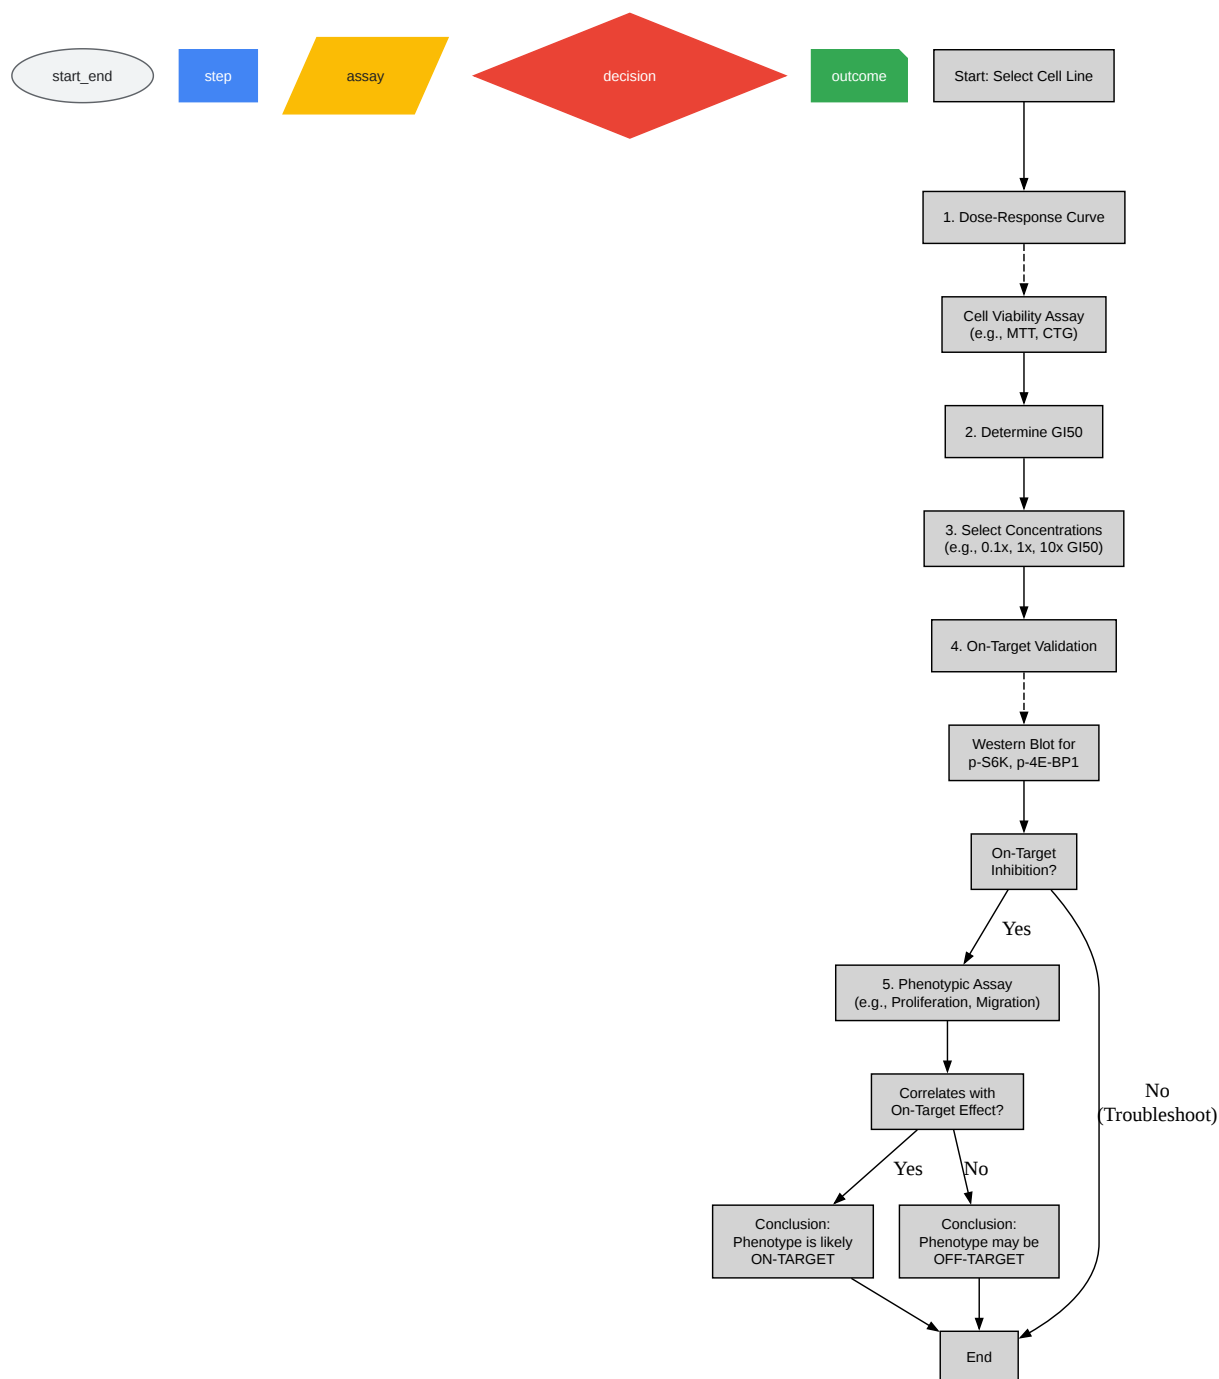 start_end
step
assay
decision
outcome
Start: Select Cell Line
1. Dose-Response Curve
Cell Viability Assay
(e.g., MTT, CTG)
2. Determine GI50
3. Select Concentrations
(e.g., 0.1x, 1x, 10x GI50)
4. On-Target Validation
Western Blot for
p-S6K, p-4E-BP1
On-Target
Inhibition?
Yes
5. Phenotypic Assay
(e.g., Proliferation, Migration)
No
(Troubleshoot)
Correlates with
On-Target Effect?
Yes
No
Conclusion:
Phenotype is likely
ON-TARGET
Conclusion:
Phenotype may be
OFF-TARGET
End